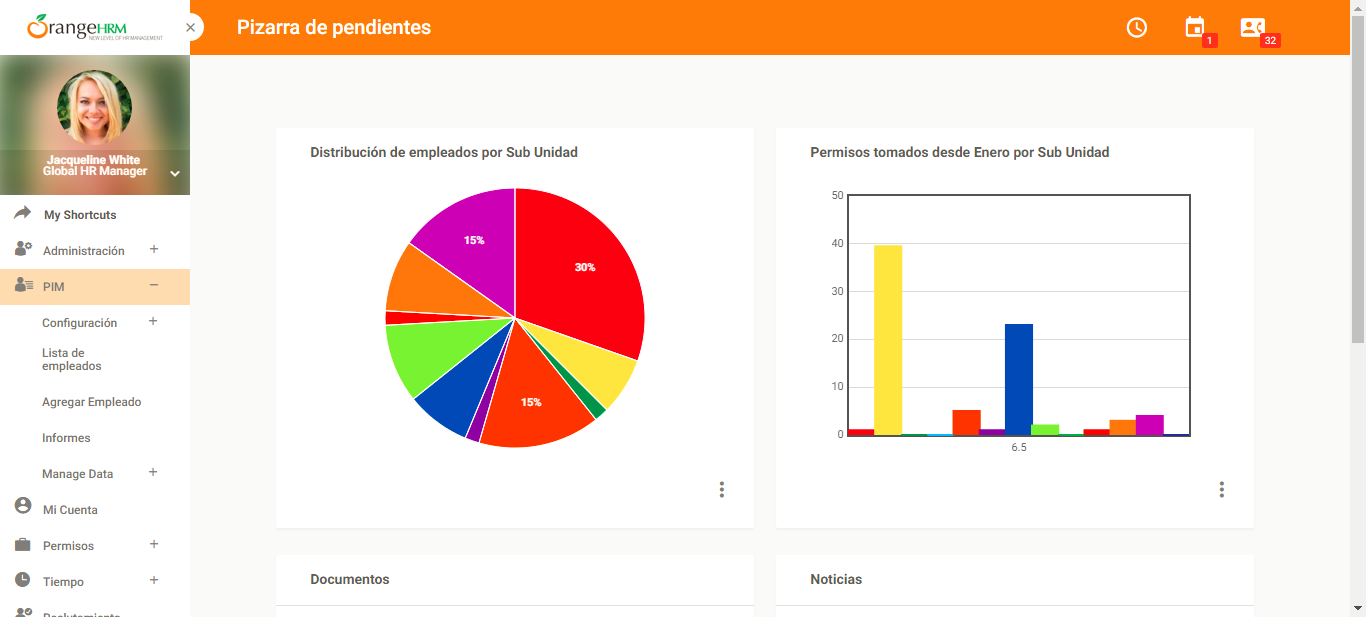 OrangeHRM
NEW LEVEL OF HR MANAGEMENT
Pizarra de pendientes
1
32
Jacqueline White
Global HR Manager
My Shortcuts
Administración
PIM
Configuración
Lista de
empleados
Agregar Empleado
Informes
Manage Data
Mi Cuenta
Permisos
Tiempo
Reclutamiento
Distribución de empleados por Sub Unidad
15%
30%
15%
Permisos tomados desde Enero por Sub Unidad
50
40
30
20
10
0
6.5
Documentos
Noticias